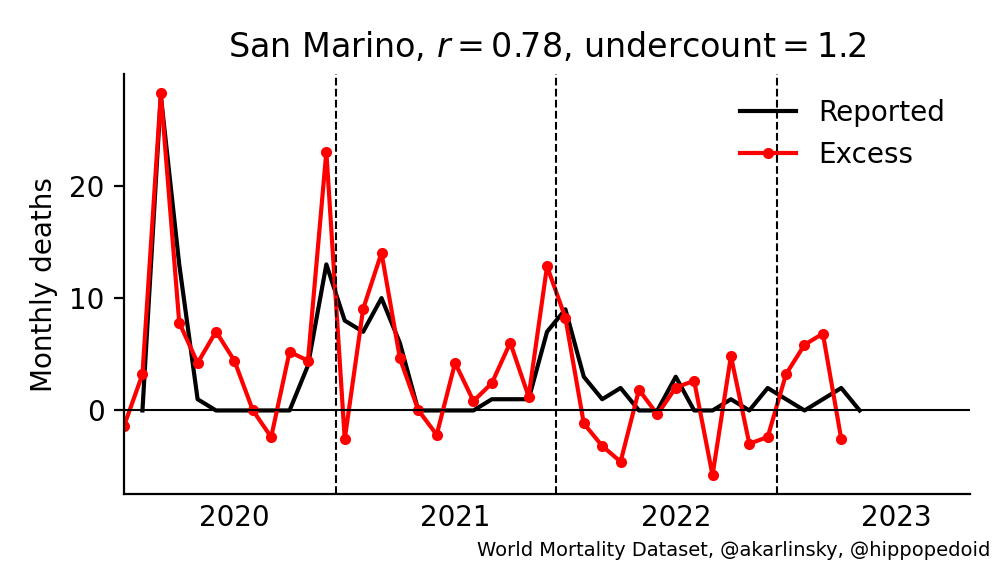 San Marino, r = 0.78, undercount = 1.2
Reported
Excess
Monthly deaths
20
10
0
2020 2021 2022 2023
World Mortality Dataset, @akarlinsky, @hippopedoid